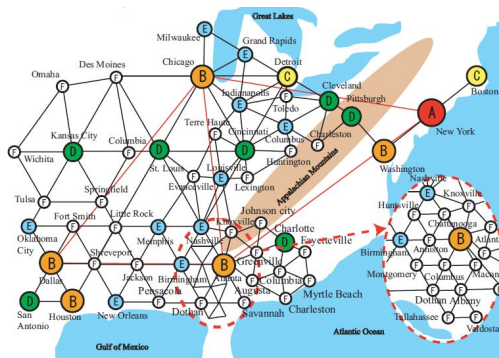 Great Lakes
Milwaukee
E
E
Grand Rapids
Chicago
B
Detroit
C
Omaha
Des Moines
F
F
Indianapolis
E
Toledo
F
Cleveland
D
Pittsburgh
D
C
Boston
A
New York
Kansas City
D
Columbia
F
Terre Haute
F
Cincinnati
D
Columbus
E
Charleston
F
Wichita
F
St. Louis
D
Louisville
E
Huntington
F
B
Washington
Evanceville
F
Lexington
F
Appalachian Mountains
Springfield
F
Tulsa
F
Fort Smith
F
Little Rock
F
Knoxville
F
Johnson city
F
Oklahoma
City
E
Memphis
E
Nashville
E
Charlotte
D
Fayetteville
F
Shreveport
F
Dallas
B
Jackson
F
Birmingham
E
Atlanta
B
Greenville
F
Columbia
F
Pensacola
F
Augusta
F
Myrtle Beach
F
San
Antonio
D
Houston
B
New Orleans
E
Dothan
Savannah
F
Charleston
F
Gulf of Mexico
Atlantic Ocean
Nashville
E
Huntsville
F
Knoxville
F
Chattanooga
F
Birmingham
E
Anniston
F
B
Atlanta
Montgomery
F
Columbus
F
Macon
Dothan
F
Albany
F
Tallahassee
F
Valdosta
F